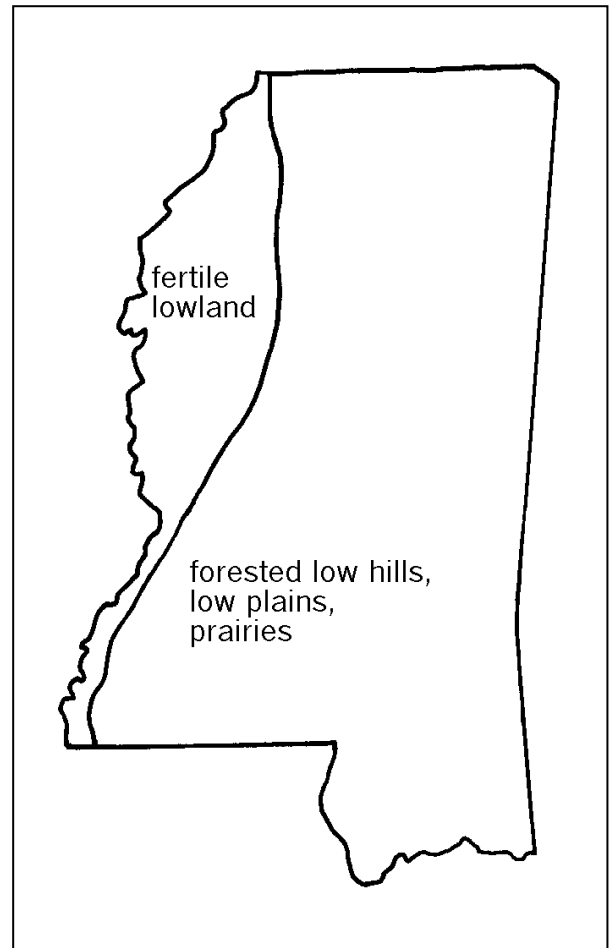 fertile
lowland
forested low hills,
low plains,
prairies